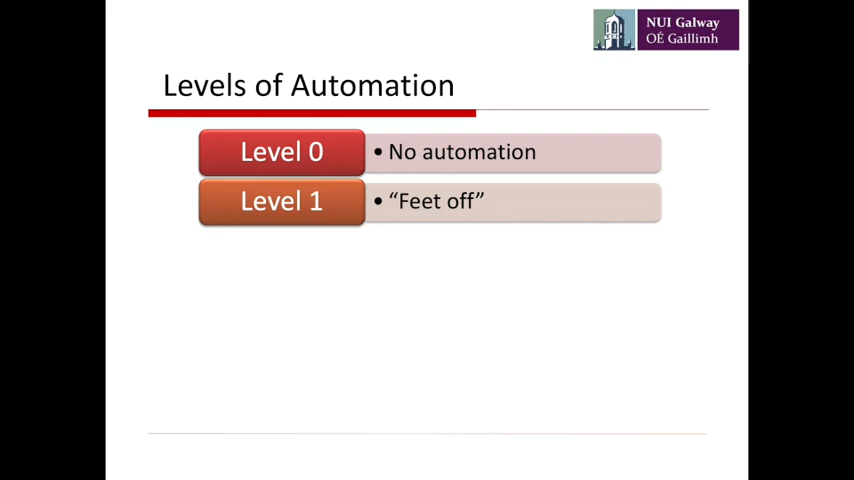 NUI Galway
OÉ Gaillimh
Levels of Automation
Level 0
• No automation
Level 1
• “Feet off”